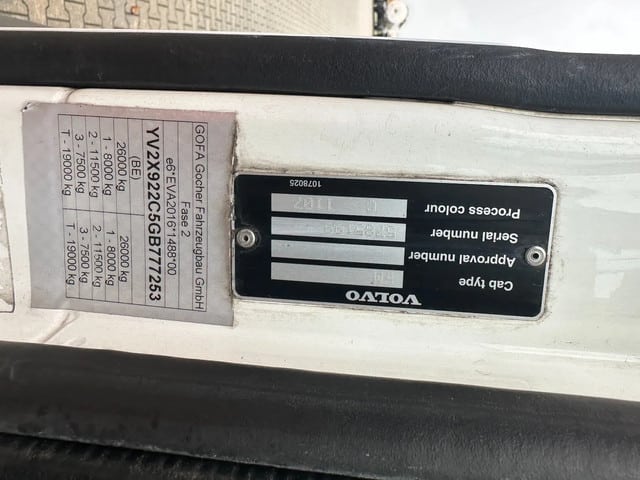 GOFA Gocher Fahrzeugbau GmbH
Fase 2
e6*EVA2016*1488*00
YV2X922C5GB777253
(BE)
26000 kg 26000 kg
1 - 8000 kg 1 - 8000 kg
2 - 11500 kg 2 - 11500 kg
3 - 7500 kg 3 - 7500 kg
T - 19000 kg T - 19000 kg
VOLVO
Cab type
Approval number
Serial number
Process colour
1078025